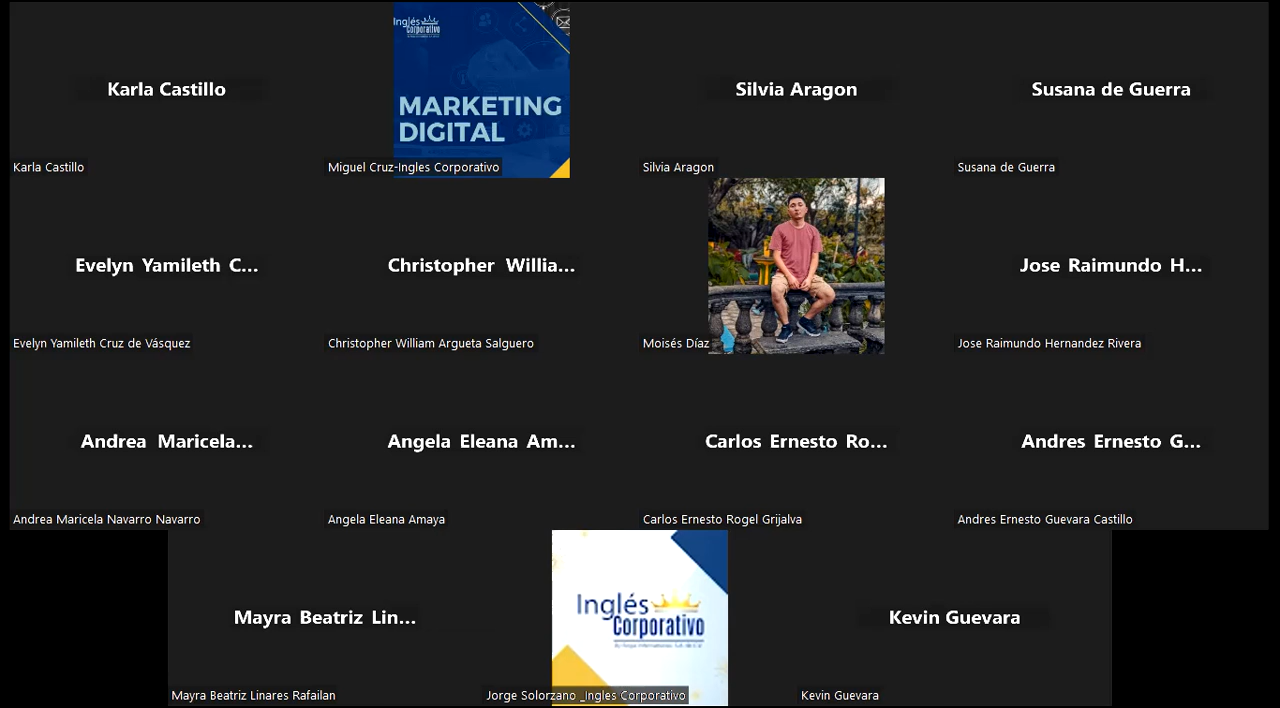 Karla Castillo
Karla Castillo
Inglés
Corporativo
MARKETING
DIGITAL
Miguel Cruz-Ingles Corporativo
Silvia Aragon
Silvia Aragon
Susana de Guerra
Susana de Guerra
Evelyn Yamileth C...
Evelyn Yamileth Cruz de Vásquez
Christopher Willia...
Christopher William Argueta Salguero
Moisés Díaz
Jose Raimundo H...
Jose Raimundo Hernandez Rivera
Andrea Maricela...
Andrea Maricela Navarro Navarro
Angela Eleana Am...
Angela Eleana Amaya
Carlos Ernesto Ro...
Carlos Ernesto Rogel Grijalva
Andres Ernesto G...
Andres Ernesto Guevara Castillo
Mayra Beatriz Lin...
Mayra Beatriz Linares Rafailan
Inglés
Corporativo
Jorge Solorzano _Ingles Corporativo
Kevin Guevara
Kevin Guevara